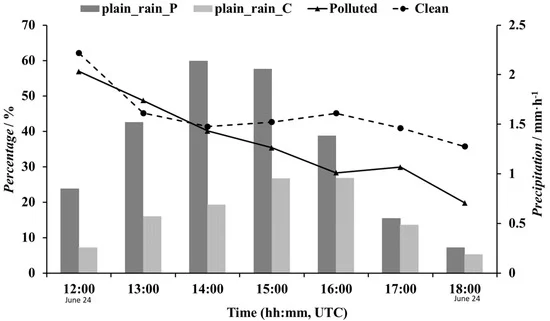 plain_rain_P plain_rain_C Polluted Clean
70 2.5
60
2
50
40 1.5
30 1
20
0.5
10
0 0
Percentage / %
Precipitation / mm·h-1
12:00 13:00 14:00 15:00 16:00 17:00 18:00
June 24 June 24
Time (hh:mm, UTC)